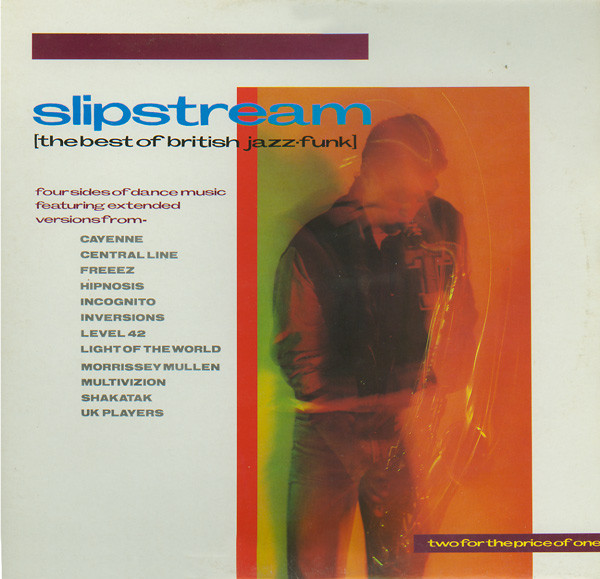 slipstream
[the best of british jazz·funk]
four sides of dance music
featuring extended
versions from-
CAYENNE
CENTRAL LINE
FREEEZ
HIPNOSIS
INCOGNITO
INVERSIONS
LEVEL 42
LIGHT OF THE WORLD
MORRISSEY MULLEN
MULTIVIZION
SHAKATAK
UK PLAYERS
two for the price of one